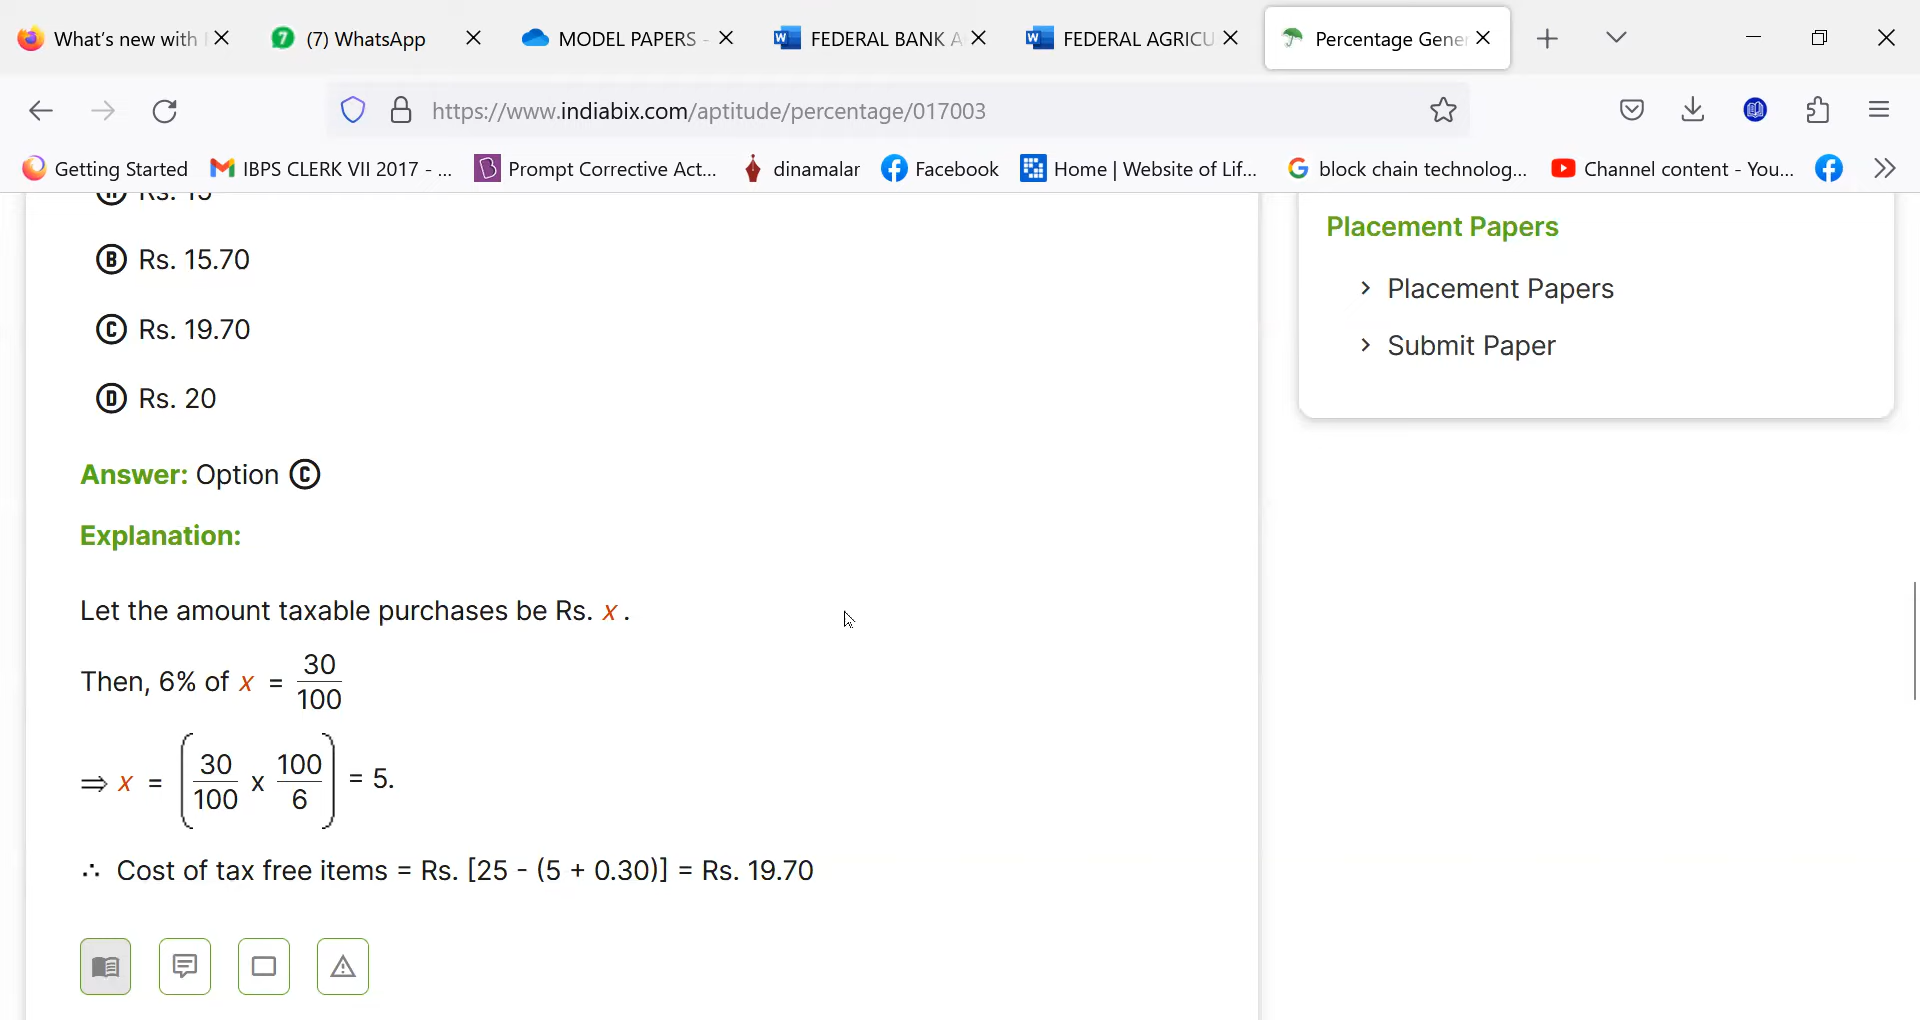 What's new with
(7) WhatsApp
MODEL PAPERS -
FEDERAL BANK A
FEDERAL AGRICU
Percentage Gene
https://www.indiabix.com/aptitude/percentage/017003
Getting Started
IBPS CLERK VII 2017 - ...
Prompt Corrective Act...
dinamalar
Facebook
Home | Website of Lif...
block chain technolog...
Channel content - You...
Rs. 15
B Rs. 15.70
C Rs. 19.70
D Rs. 20
Answer: Option C
Explanation:
Let the amount taxable purchases be Rs. x .
Then, 6% of x = 30/100
⇒ x = (30/100 x 100/6) = 5.
∴ Cost of tax free items = Rs. [25 - (5 + 0.30)] = Rs. 19.70
Placement Papers
› Placement Papers
› Submit Paper